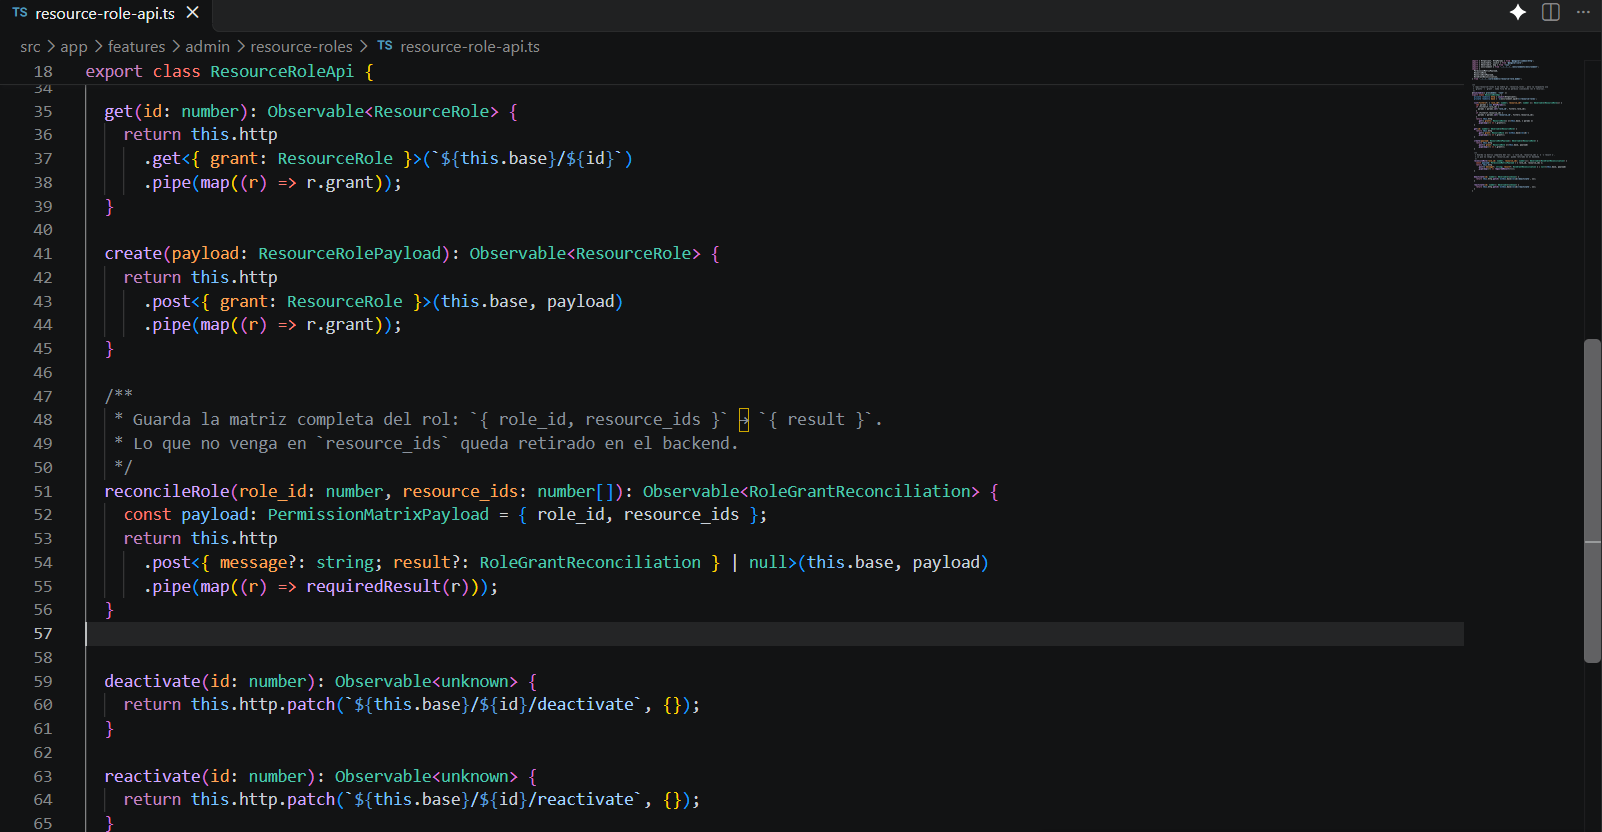 TS resource-role-api.ts
src > app > features > admin > resource-roles > TS resource-role-api.ts
18 export class ResourceRoleApi {
34
35 get(id: number): Observable<ResourceRole> {
36 return this.http
37 .get<{ grant: ResourceRole }>(`${this.base}/${id}`)
38 .pipe(map((r) => r.grant));
39 }
40
41 create(payload: ResourceRolePayload): Observable<ResourceRole> {
42 return this.http
43 .post<{ grant: ResourceRole }>(this.base, payload)
44 .pipe(map((r) => r.grant));
45 }
46
47 /**
48 * Guarda la matriz completa del rol: `{ role_id, resource_ids }` → `{ result }`.
49 * Lo que no venga en `resource_ids` queda retirado en el backend.
50 */
51 reconcileRole(role_id: number, resource_ids: number[]): Observable<RoleGrantReconciliation> {
52 const payload: PermissionMatrixPayload = { role_id, resource_ids };
53 return this.http
54 .post<{ message?: string; result?: RoleGrantReconciliation } | null>(this.base, payload)
55 .pipe(map((r) => requiredResult(r)));
56 }
57
58
59 deactivate(id: number): Observable<unknown> {
60 return this.http.patch(`${this.base}/${id}/deactivate`, {});
61 }
62
63 reactivate(id: number): Observable<unknown> {
64 return this.http.patch(`${this.base}/${id}/reactivate`, {});
65 }